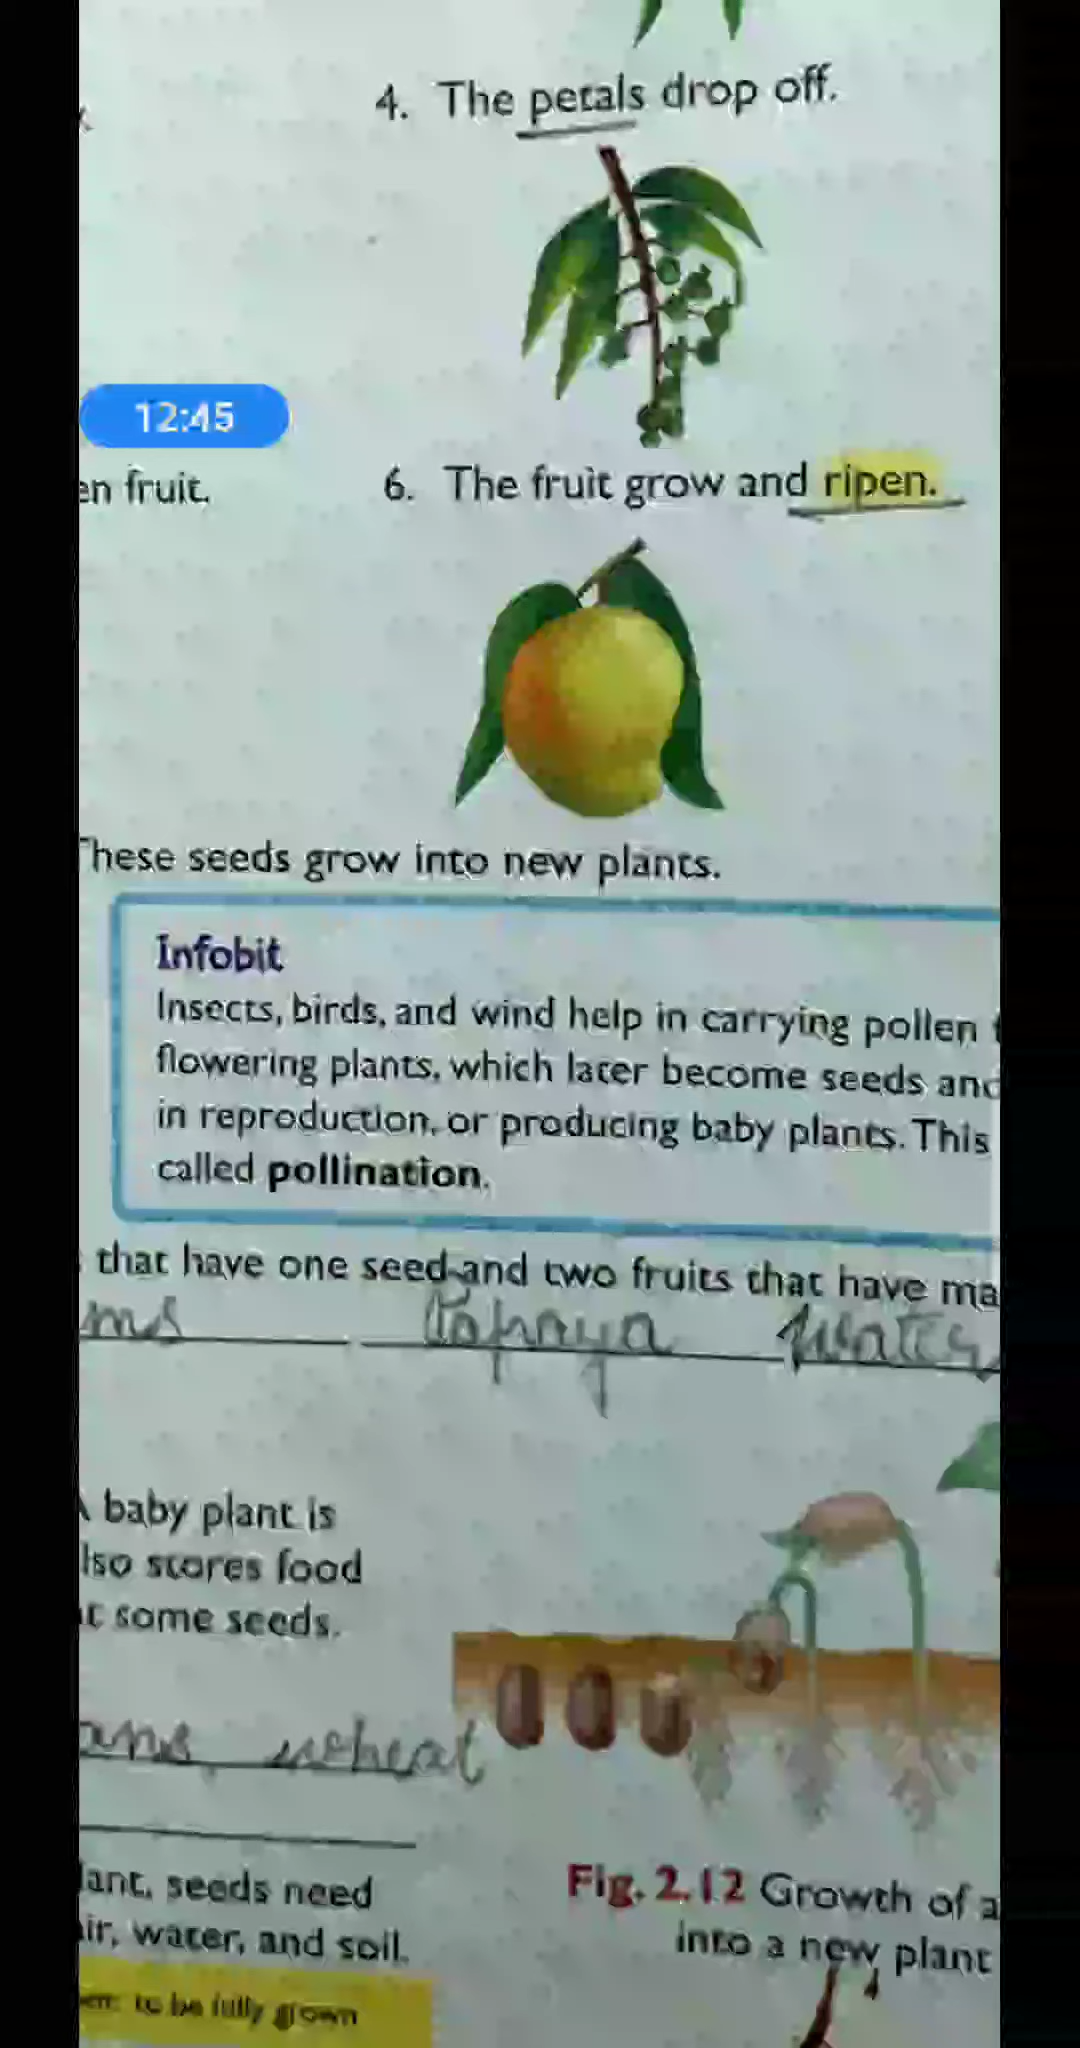 4. The petals drop off.
12:45
en fruit.
6. The fruit grow and ripen.
These seeds grow into new plants.
Infobit
Insects, birds, and wind help in carrying pollen
flowering plants, which later become seeds and
in reproduction, or producing baby plants. This
called pollination.
that have one seed and two fruits that have ma
ms Papaya Water
A baby plant is
lso stores food
at some seeds.
ans, wheat
lant, seeds need
ir, water, and soil.
Fig. 2.12 Growth of a
into a new plant
to be fully grown